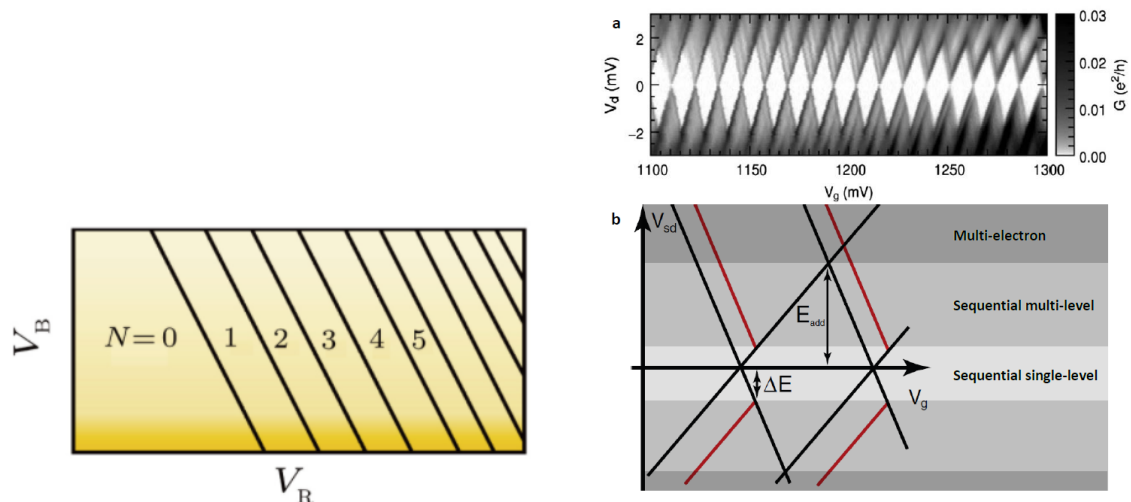 V_B
N=0 1 2 3 4 5
V_R
a
V_d (mV)
2
0
-2
1100 1150 1200 1250 1300
V_g (mV)
0.03
0.02
0.01
0.00
G (e²/h)
b
V_sd
Multi-electron
E_add
Sequential multi-level
Sequential single-level
ΔE
V_g